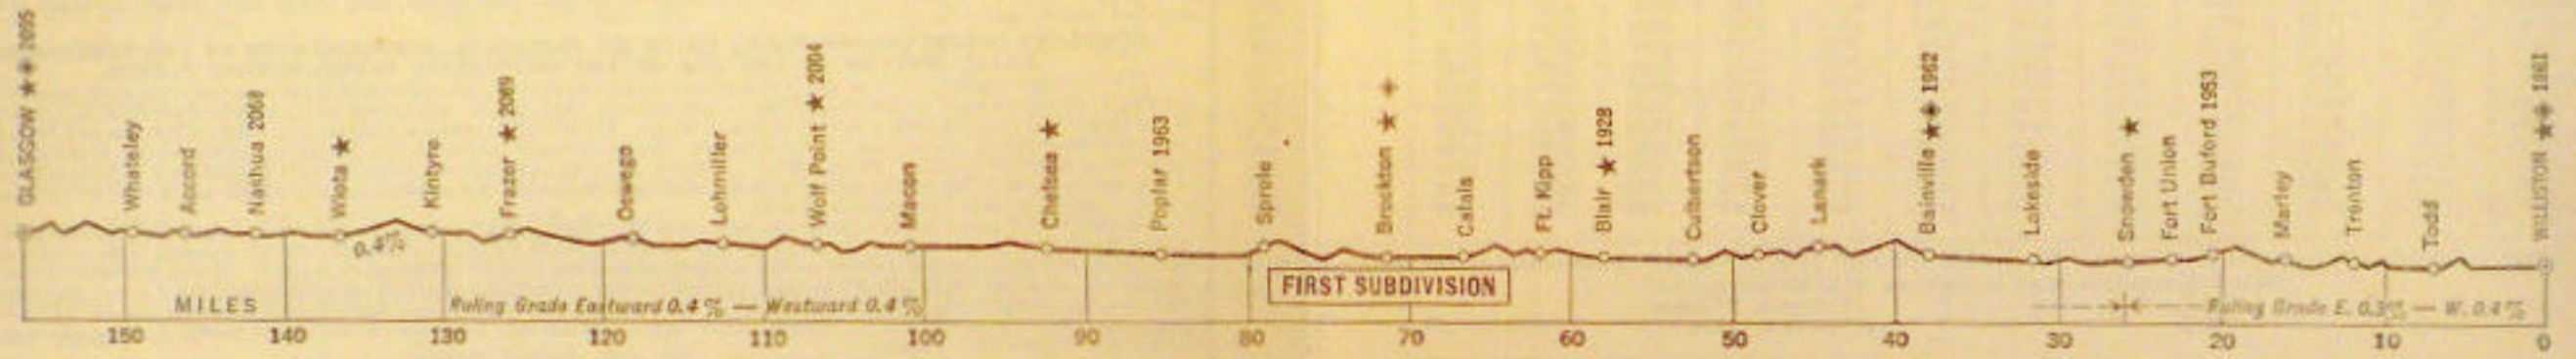 GLASGOW ★✦ 2095
Whateley
Accord
Nashua 2068
Wiota ★
Kintyre
Frazer ★ 2069
Oswego
Lohmiller
Wolf Point ★ 2004
Macon
Chelsea ★
Poplar 1963
Sprole
Brockton ★ ✦
Calais
Ft. Kipp
Blair ★ 1928
Culbertson
Clover
Lanark
Bainville ★✦ 1962
Lakeside
Snowden ★
Fort Union
Fort Buford 1953
Marley
Trenton
Todd
WILLISTON ★✦ 1861
0.4%
FIRST SUBDIVISION
MILES
Ruling Grade Eastward 0.4% — Westward 0.4%
Ruling Grade E. 0.3% — W. 0.4%
150 140 130 120 110 100 90 80 70 60 50 40 30 20 10 0